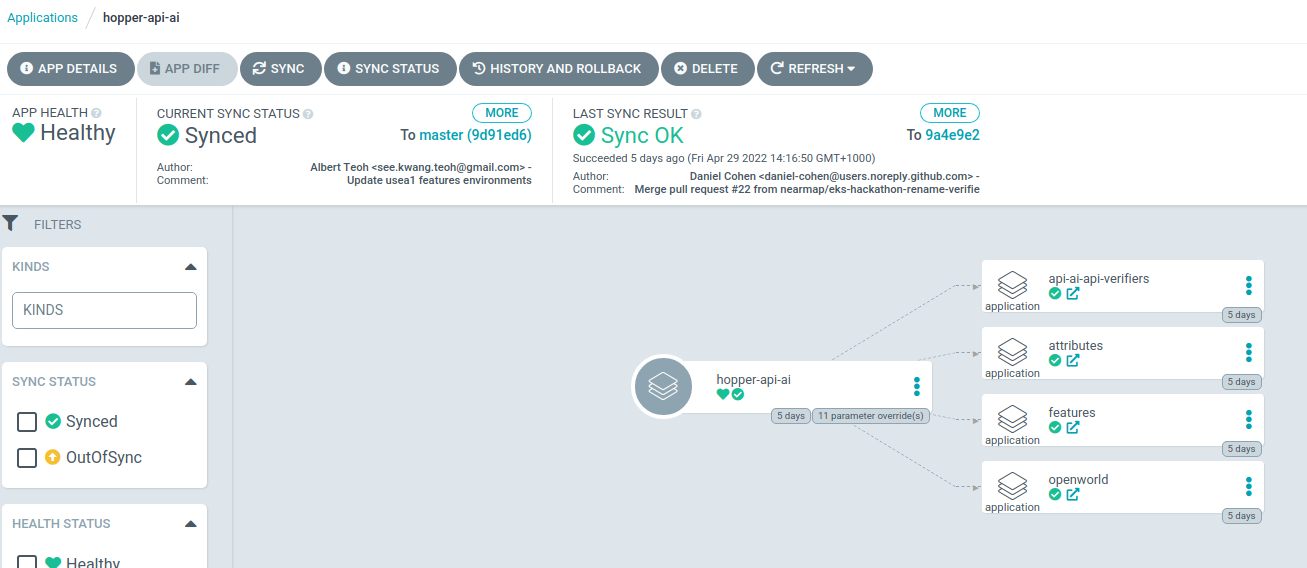 Applications / hopper-api-ai
APP DETAILS APP DIFF SYNC SYNC STATUS HISTORY AND ROLLBACK DELETE REFRESH
APP HEALTH
Healthy
CURRENT SYNC STATUS MORE
Synced To master (9d91ed6)
Author: Albert Teoh <see.kwang.teoh@gmail.com> -
Comment: Update usea1 features environments
LAST SYNC RESULT MORE
Sync OK To 9a4e9e2
Succeeded 5 days ago (Fri Apr 29 2022 14:16:50 GMT+1000)
Author: Daniel Cohen <daniel-cohen@users.noreply.github.com> -
Comment: Merge pull request #22 from nearmap/eks-hackathon-rename-verifie
FILTERS
KINDS
KINDS
SYNC STATUS
Synced
OutOfSync
HEALTH STATUS
Healthy
hopper-api-ai
5 days 11 parameter override(s)
api-ai-api-verifiers
application
5 days
attributes
application
5 days
features
application
5 days
openworld
application
5 days